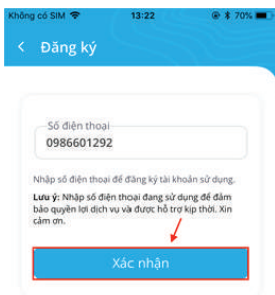 Không có SIM 13:22 70%
Đăng ký
Số điện thoại
0986601292
Nhập số điện thoại để đăng ký tài khoản sử dụng.
Lưu ý: Nhập số điện thoại đang sử dụng để đảm
bảo quyền lợi dịch vụ và được hỗ trợ kịp thời. Xin
cảm ơn.
Xác nhận